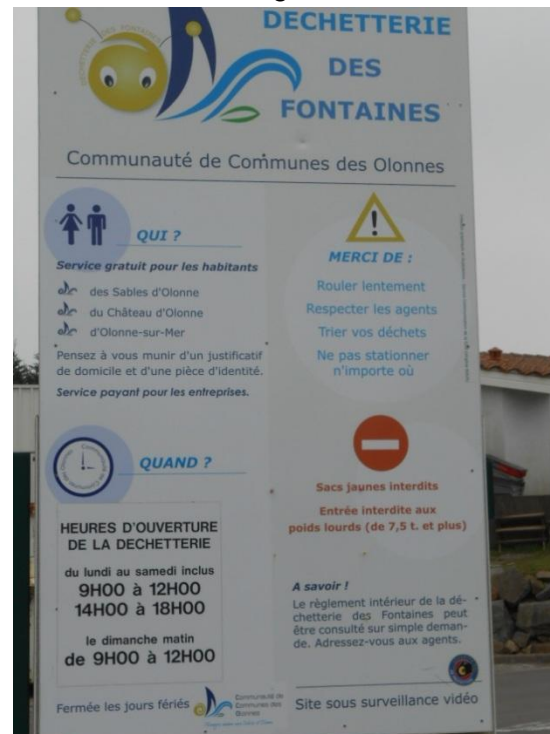 DECHETTERIE
DES
FONTAINES
DECHETTERIE DES FONTAINES
Communauté de Communes des Olonnes
QUI ?
Service gratuit pour les habitants
des Sables d'Olonne
du Château d'Olonne
d'Olonne-sur-Mer
Pensez à vous munir d'un justificatif
de domicile et d'une pièce d'identité.
Service payant pour les entreprises.
MERCI DE :
Rouler lentement
Respecter les agents
Trier vos déchets
Ne pas stationner
n'importe où
QUAND ?
HEURES D'OUVERTURE
DE LA DECHETTERIE
du lundi au samedi inclus
9H00 à 12H00
14H00 à 18H00
le dimanche matin
de 9H00 à 12H00
Fermée les jours fériés
Communauté de
Communes des
Olonnes
Sacs jaunes interdits
Entrée interdite aux
poids lourds (de 7,5 t. et plus)
A savoir !
Le règlement intérieur de la dé-
chetterie des Fontaines peut
être consulté sur simple deman-
de. Adressez-vous aux agents.
Site sous surveillance vidéo